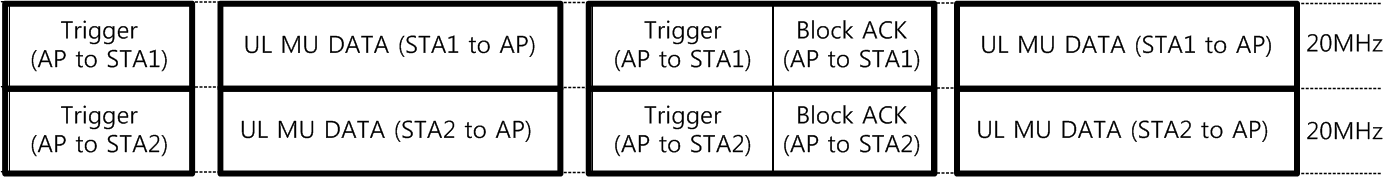 Trigger
(AP to STA1)
UL MU DATA (STA1 to AP)
Trigger
(AP to STA1)
Block ACK
(AP to STA1)
UL MU DATA (STA1 to AP)
20MHz
Trigger
(AP to STA2)
UL MU DATA (STA2 to AP)
Trigger
(AP to STA2)
Block ACK
(AP to STA2)
UL MU DATA (STA2 to AP)
20MHz